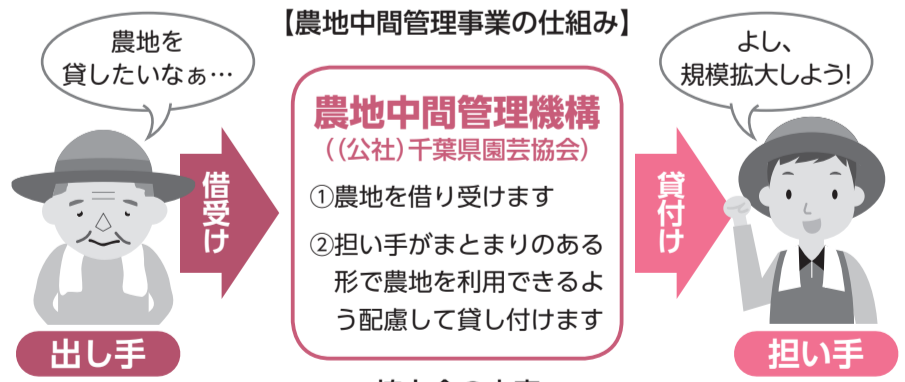 【農地中間管理事業の仕組み】
農地を
貸したいなぁ…
よし、
規模拡大しよう!
農地中間管理機構
((公社)千葉県園芸協会)
①農地を借り受けます
②担い手がまとまりのある
形で農地を利用できるよ
う配慮して貸し付けます
借受け
貸付け
出し手
担い手